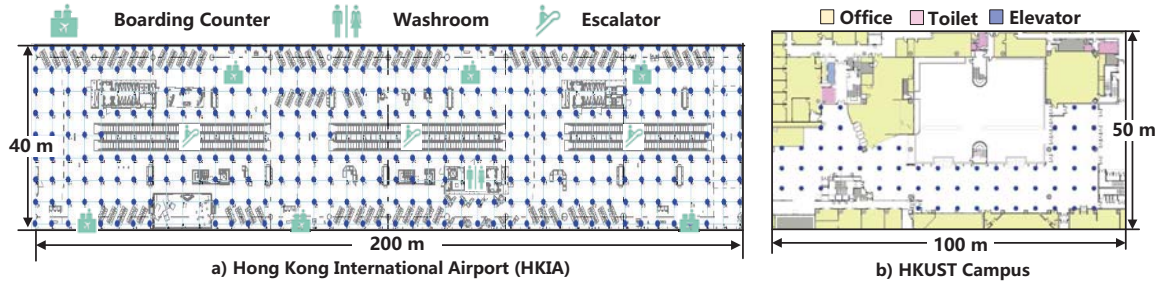 Boarding Counter Washroom Escalator
Office Toilet Elevator
40 m
50 m
200 m
100 m
a) Hong Kong International Airport (HKIA)
b) HKUST Campus